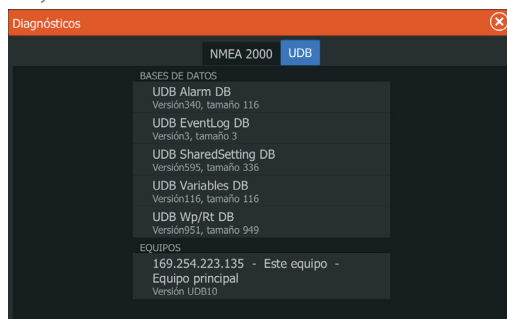 Diagnósticos
NMEA 2000 UDB
BASES DE DATOS
UDB Alarm DB
Versión340, tamaño 116
UDB EventLog DB
Versión3, tamaño 3
UDB SharedSetting DB
Versión595, tamaño 336
UDB Variables DB
Versión116, tamaño 116
UDB Wp/Rt DB
Versión951, tamaño 949
EQUIPOS
169.254.223.135 - Este equipo -
Equipo principal
Versión UDB10